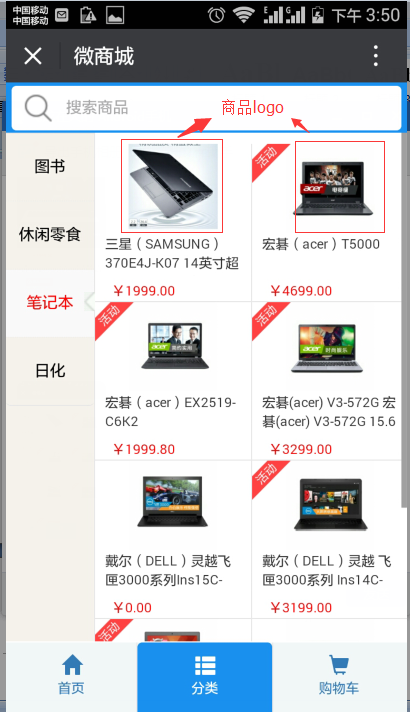 中国移动
中国移动
下午 3:50
微商城
搜索商品
商品logo
图书
休闲零食
笔记本
日化
三星（SAMSUNG）
370E4J-K07 14英寸超
￥1999.00
活动
宏碁（acer）T5000
￥4699.00
活动
宏碁（acer）EX2519-
C6K2
￥1999.80
活动
宏碁(acer) V3-572G 宏
碁(acer) V3-572G 15.6
￥3299.00
戴尔（DELL）灵越飞
匣3000系列Ins15C-
￥0.00
活动
戴尔（DELL）灵越 飞
匣3000系列 Ins14C-
￥3199.00
活动
首页
分类
购物车